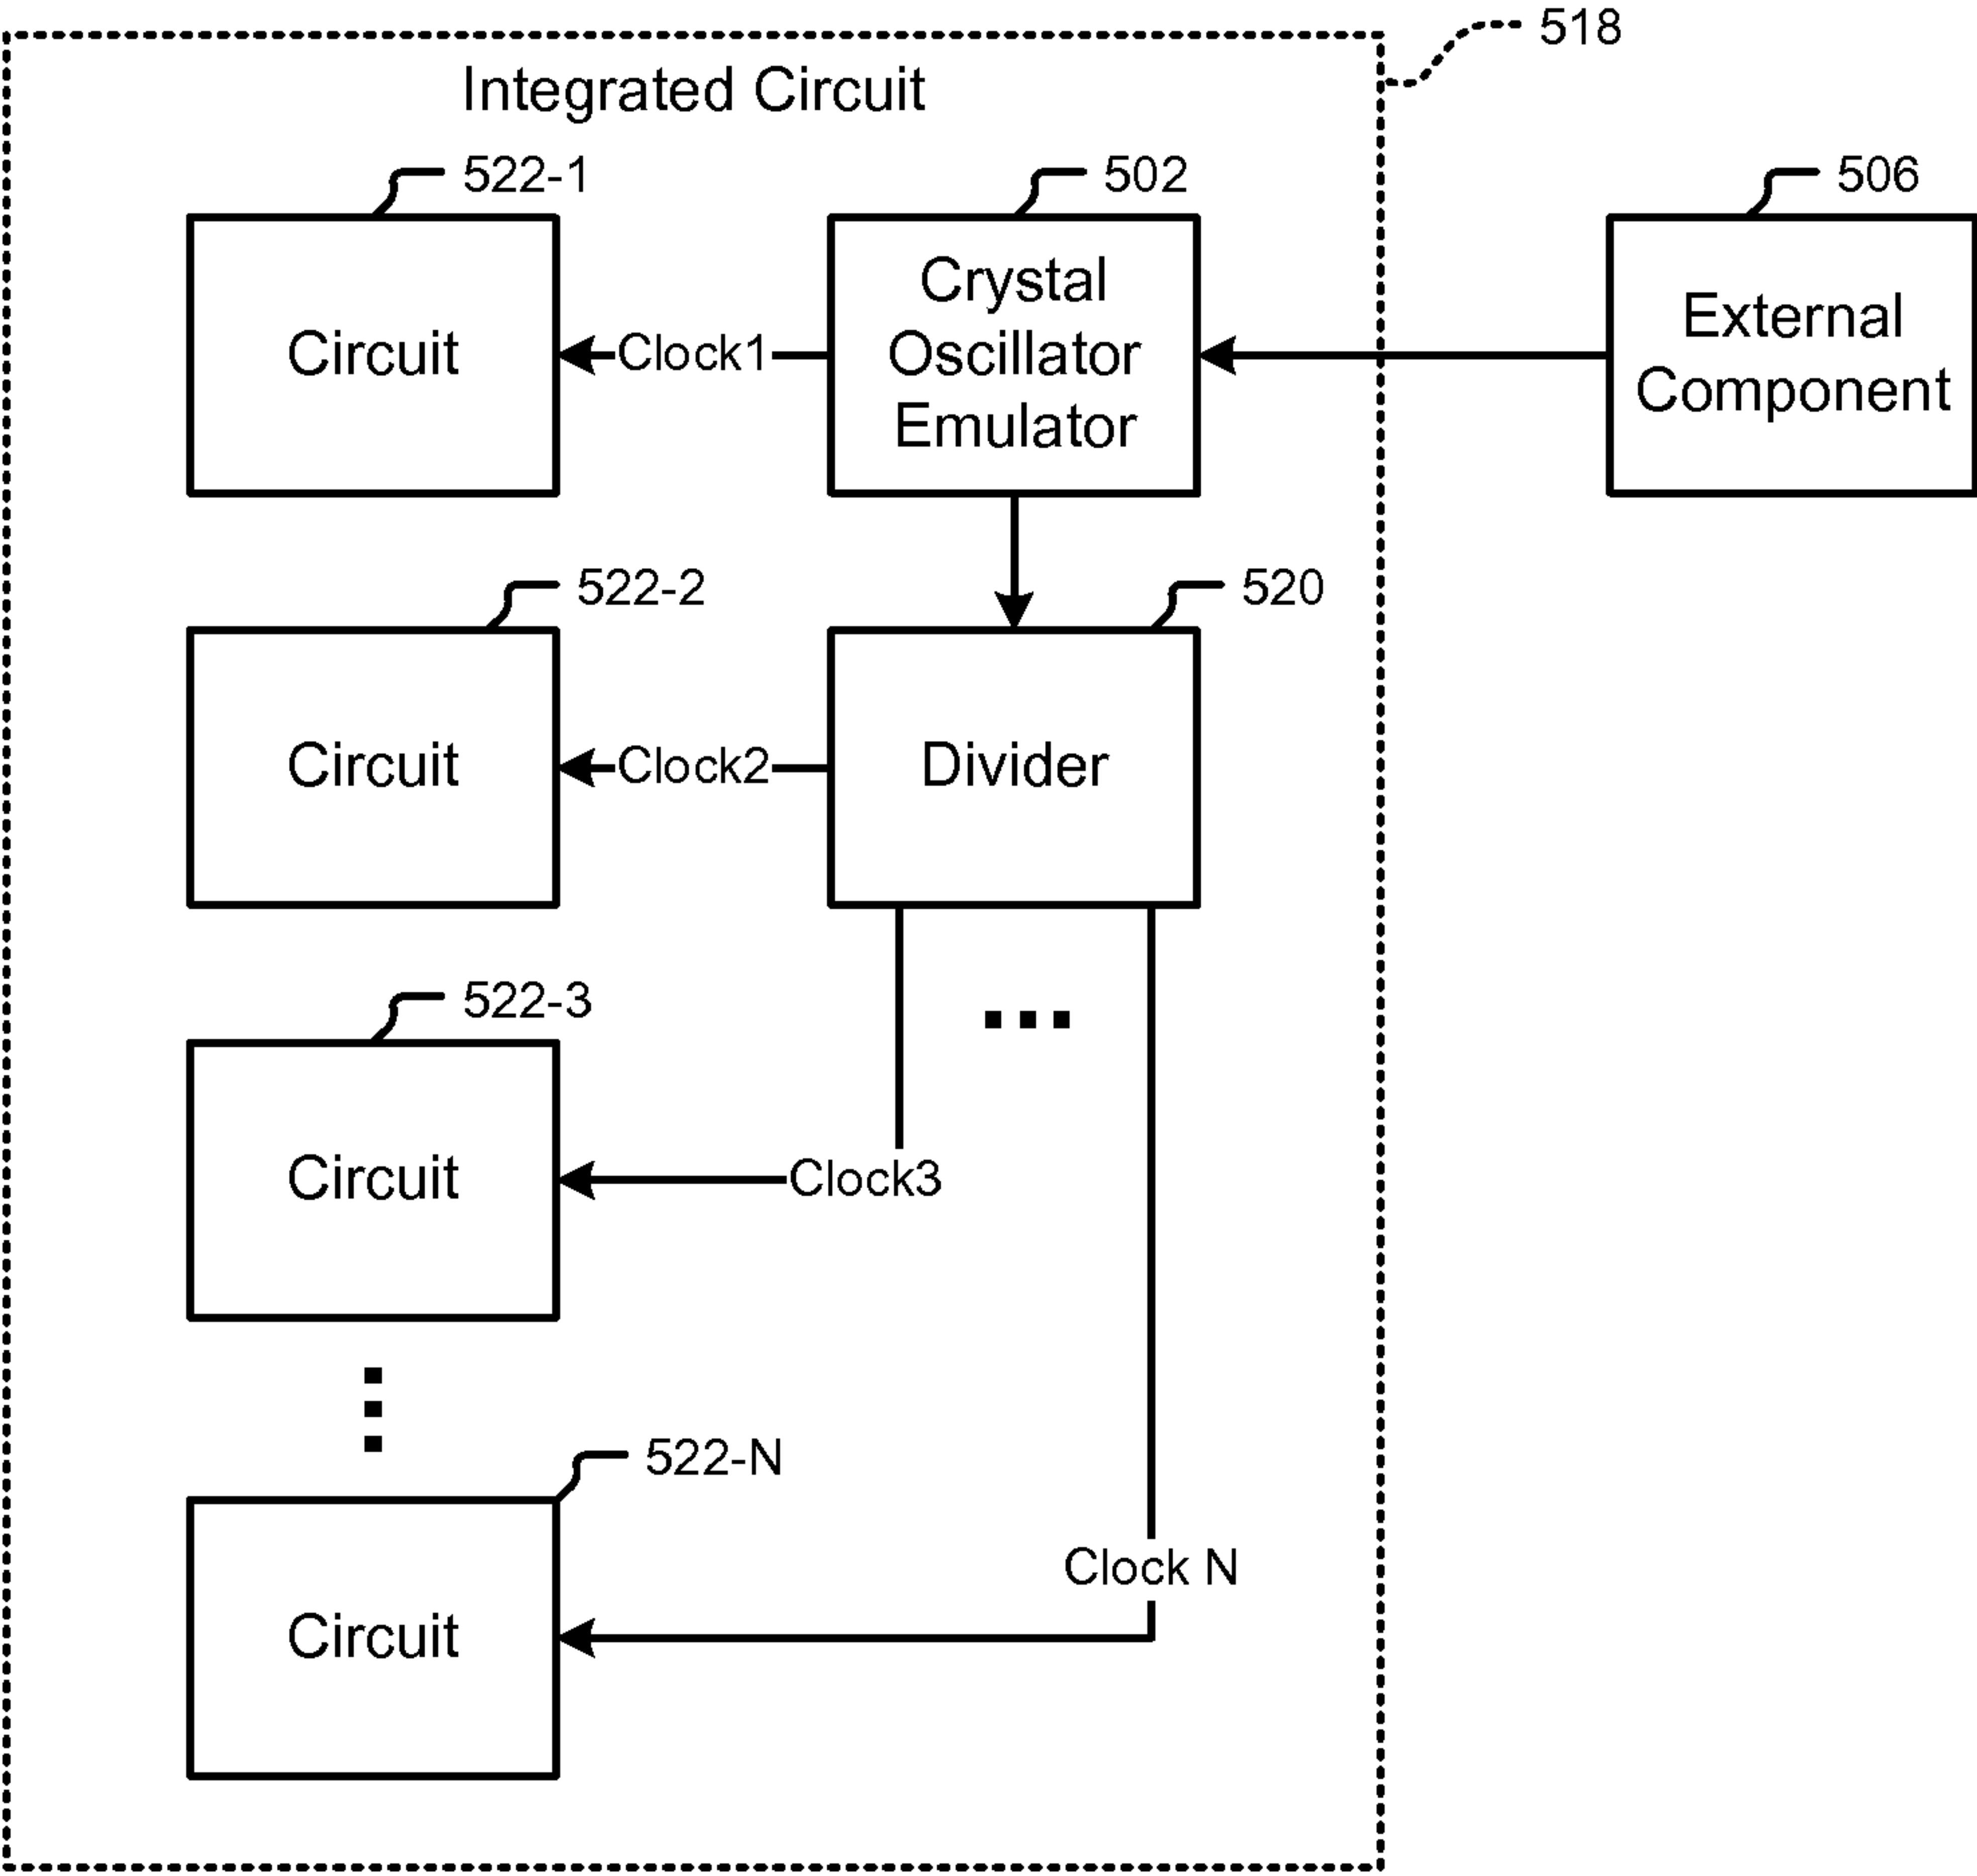 518
Integrated Circuit
522-1
502
506
Circuit
Clock1
Crystal
Oscillator
Emulator
External
Component
522-2
520
Circuit
Clock2
Divider
522-3
Circuit
Clock3
522-N
Circuit
Clock N